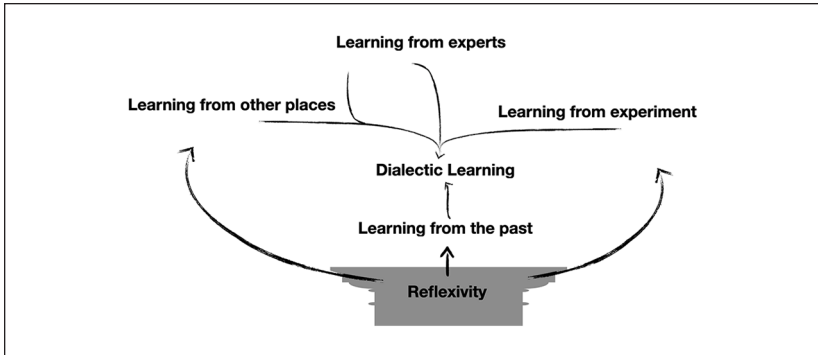 Learning from experts
Learning from other places
Learning from experiment
Dialectic Learning
Learning from the past
Reflexivity